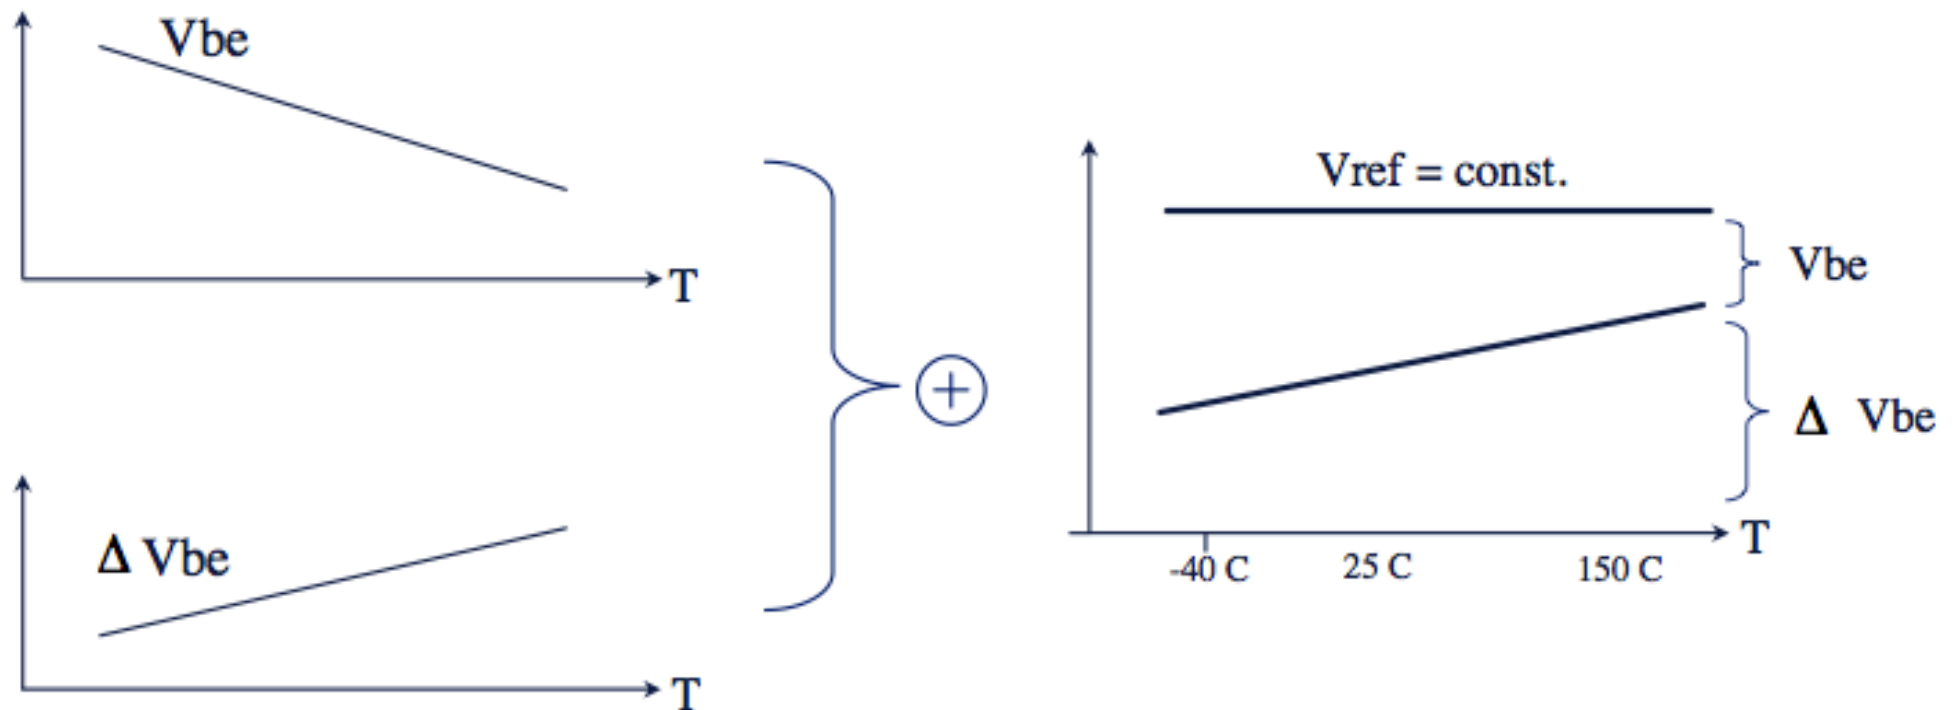 Vbe
T
Δ Vbe
T
+
Vref = const.
Vbe
Δ Vbe
T
-40 C 25 C 150 C